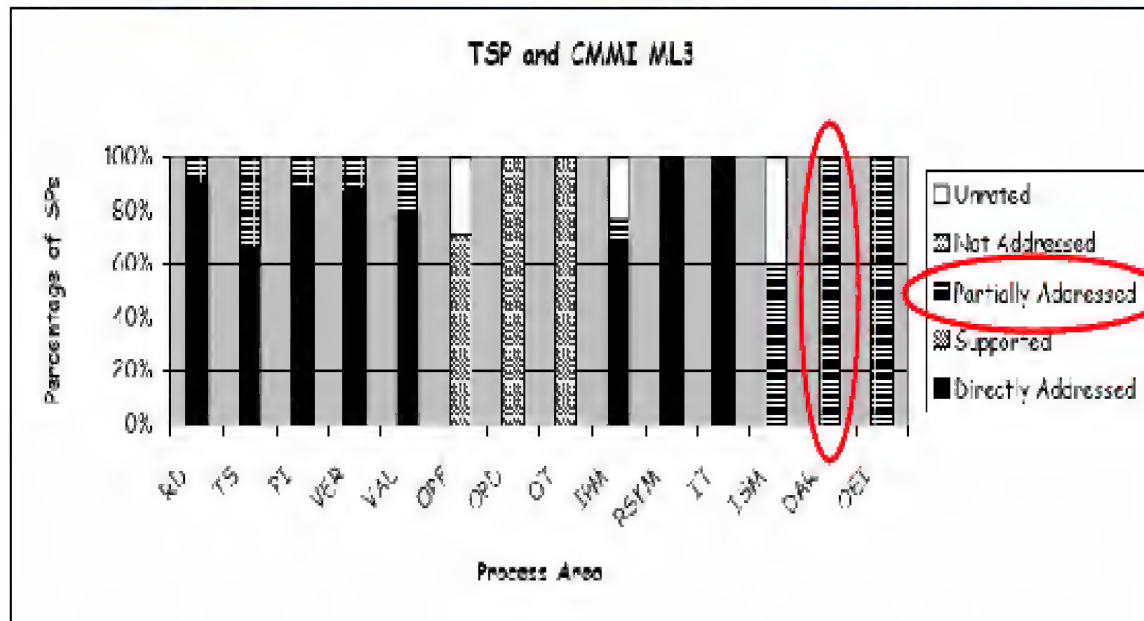 TSP and CMMI ML3
Percentage of SPs
100%
80%
60%
40%
20%
0%
RD
TS
PI
VER
VAL
OPF
OPD
OT
IPM
RSKM
IT
ISM
DAR
OEI
Process Area
Unrated
Not Addressed
Partially Addressed
Supported
Directly Addressed